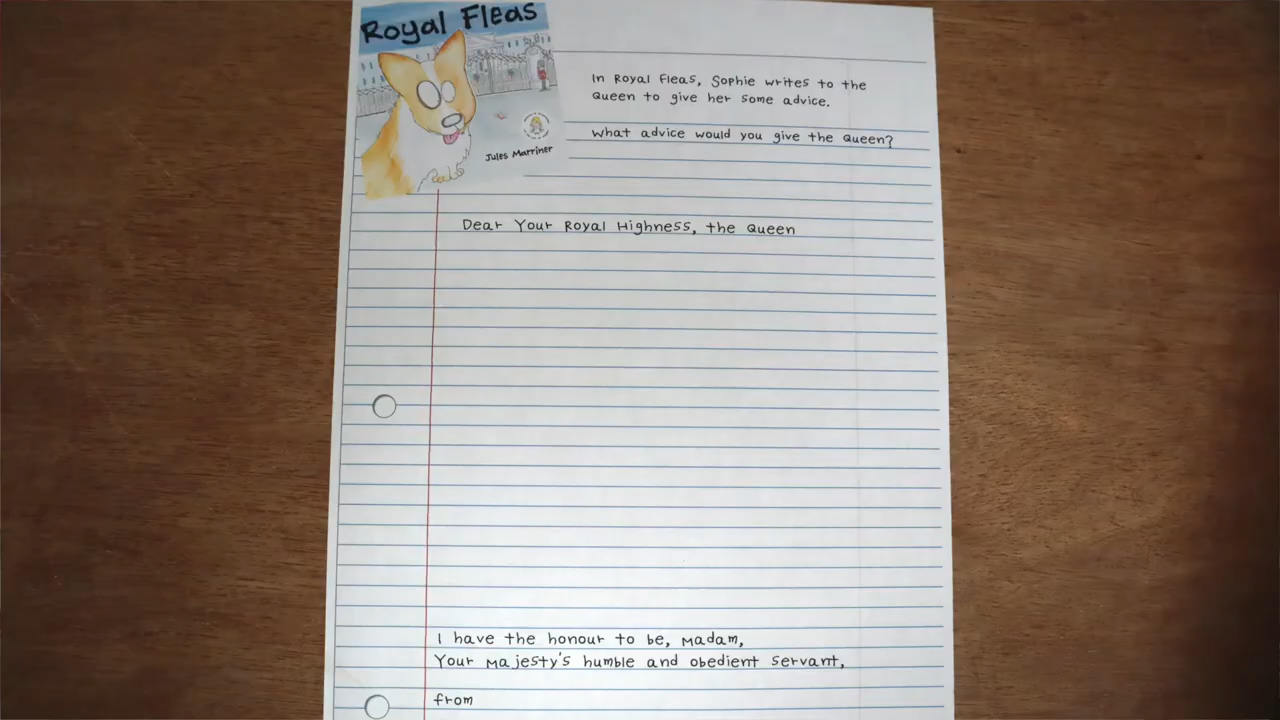 Royal Fleas
Jules Marriner
In Royal Fleas, Sophie writes to the
Queen to give her some advice.
What advice would you give the Queen?
Dear Your Royal Highness, the Queen
I have the honour to be, Madam,
Your Majesty's humble and obedient servant,
from